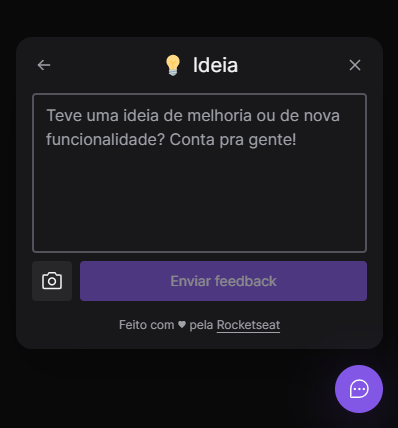 Ideia
Teve uma ideia de melhoria ou de nova
funcionalidade? Conta pra gente!
Enviar feedback
Feito com ♥ pela Rocketseat